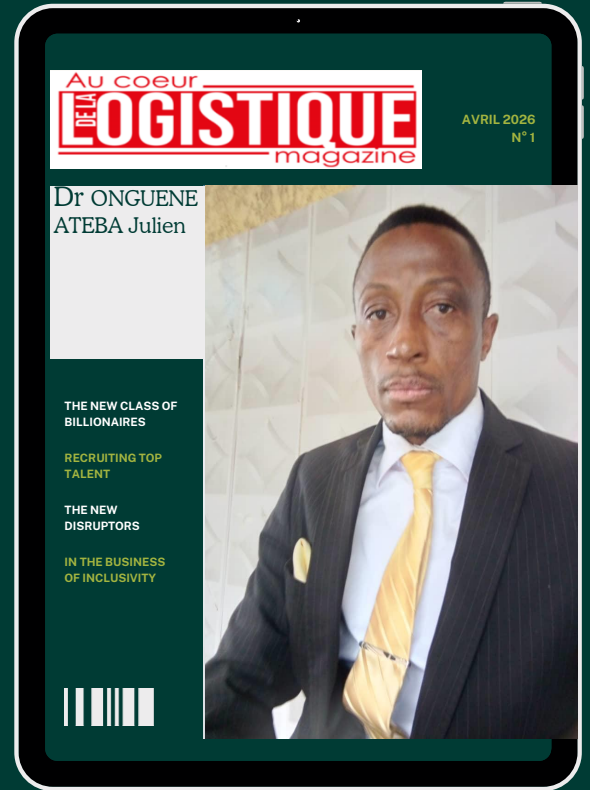 Au coeur
DE LA
LOGISTIQUE
magazine
AVRIL 2026
N° 1
Dr ONGUENE
ATEBA Julien
THE NEW CLASS OF
BILLIONAIRES
RECRUITING TOP
TALENT
THE NEW
DISRUPTORS
IN THE BUSINESS
OF INCLUSIVITY